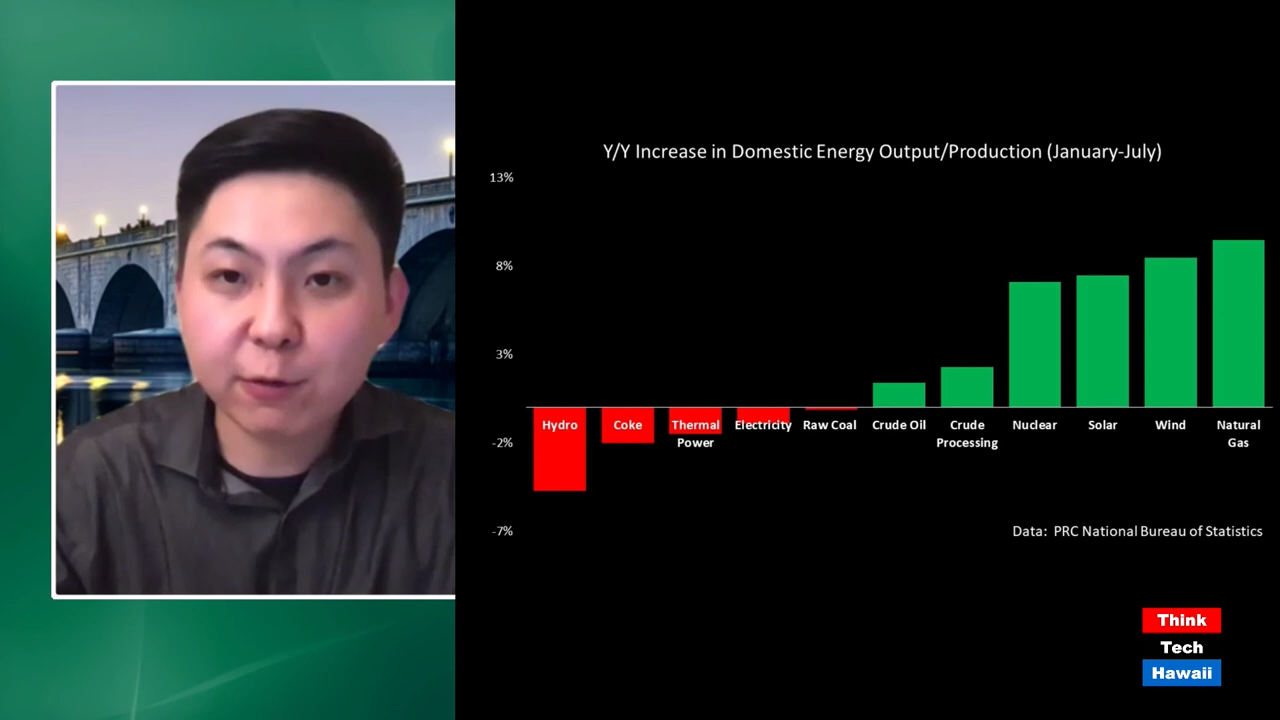 Y/Y Increase in Domestic Energy Output/Production (January-July)
13%
8%
3%
-2%
-7%
Hydro
Coke
Thermal
Power
Electricity
Raw Coal
Crude Oil
Crude
Processing
Nuclear
Solar
Wind
Natural
Gas
Data: PRC National Bureau of Statistics
Think
Tech
Hawaii